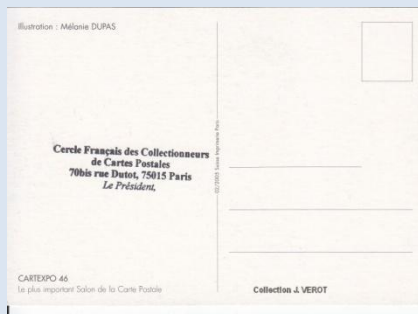 Illustration : Mélanie DUPAS
Cercle Français des Collectionneurs
de Cartes Postales
70bis rue Dutot, 75015 Paris
Le Président,
CARTEXPO 46
Le plus important Salon de la Carte Postale
Collection J. VEROT